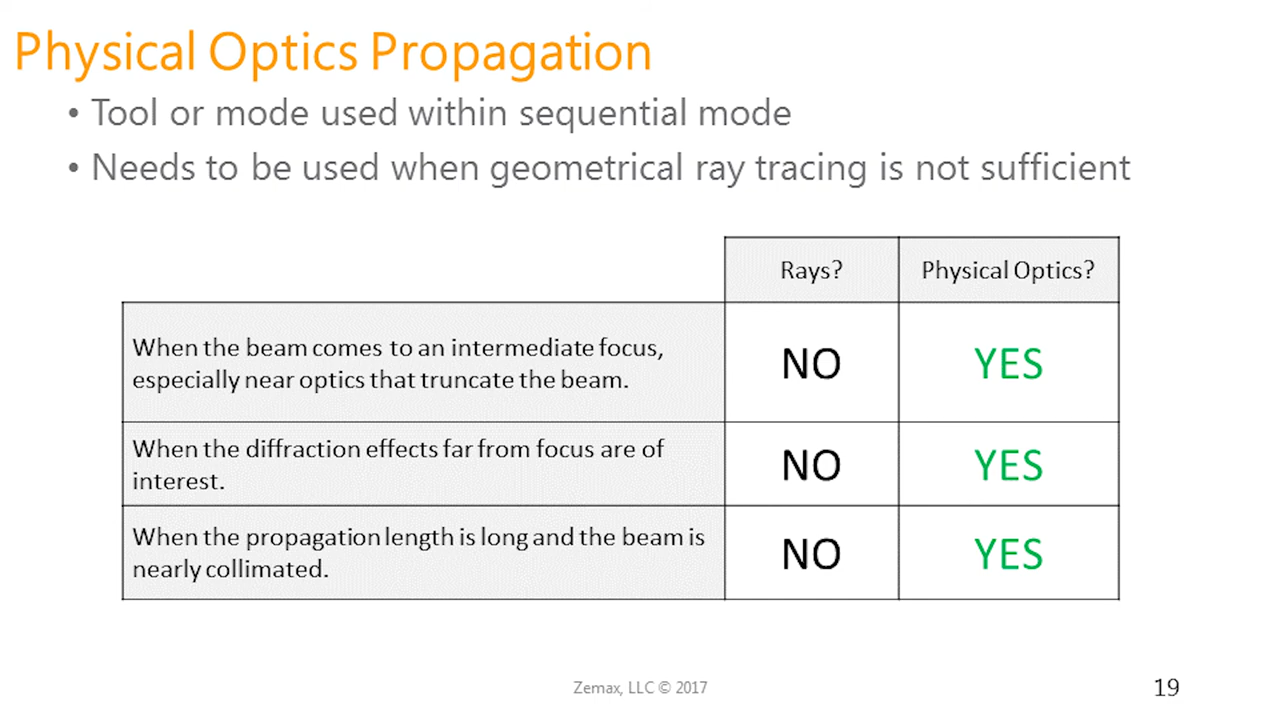 Physical Optics Propagation
• Tool or mode used within sequential mode
• Needs to be used when geometrical ray tracing is not sufficient
Rays?
Physical Optics?
When the beam comes to an intermediate focus,
especially near optics that truncate the beam.
NO
YES
When the diffraction effects far from focus are of
interest.
NO
YES
When the propagation length is long and the beam is
nearly collimated.
NO
YES
Zemax, LLC © 2017
19